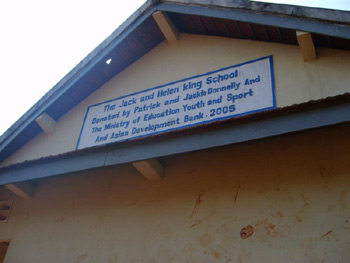 The Jack and Helen king School
Donated by Patrick and Jackie Donnelly And
The Ministry of Education Youth and Sport
And Asian Development Bank . 2005